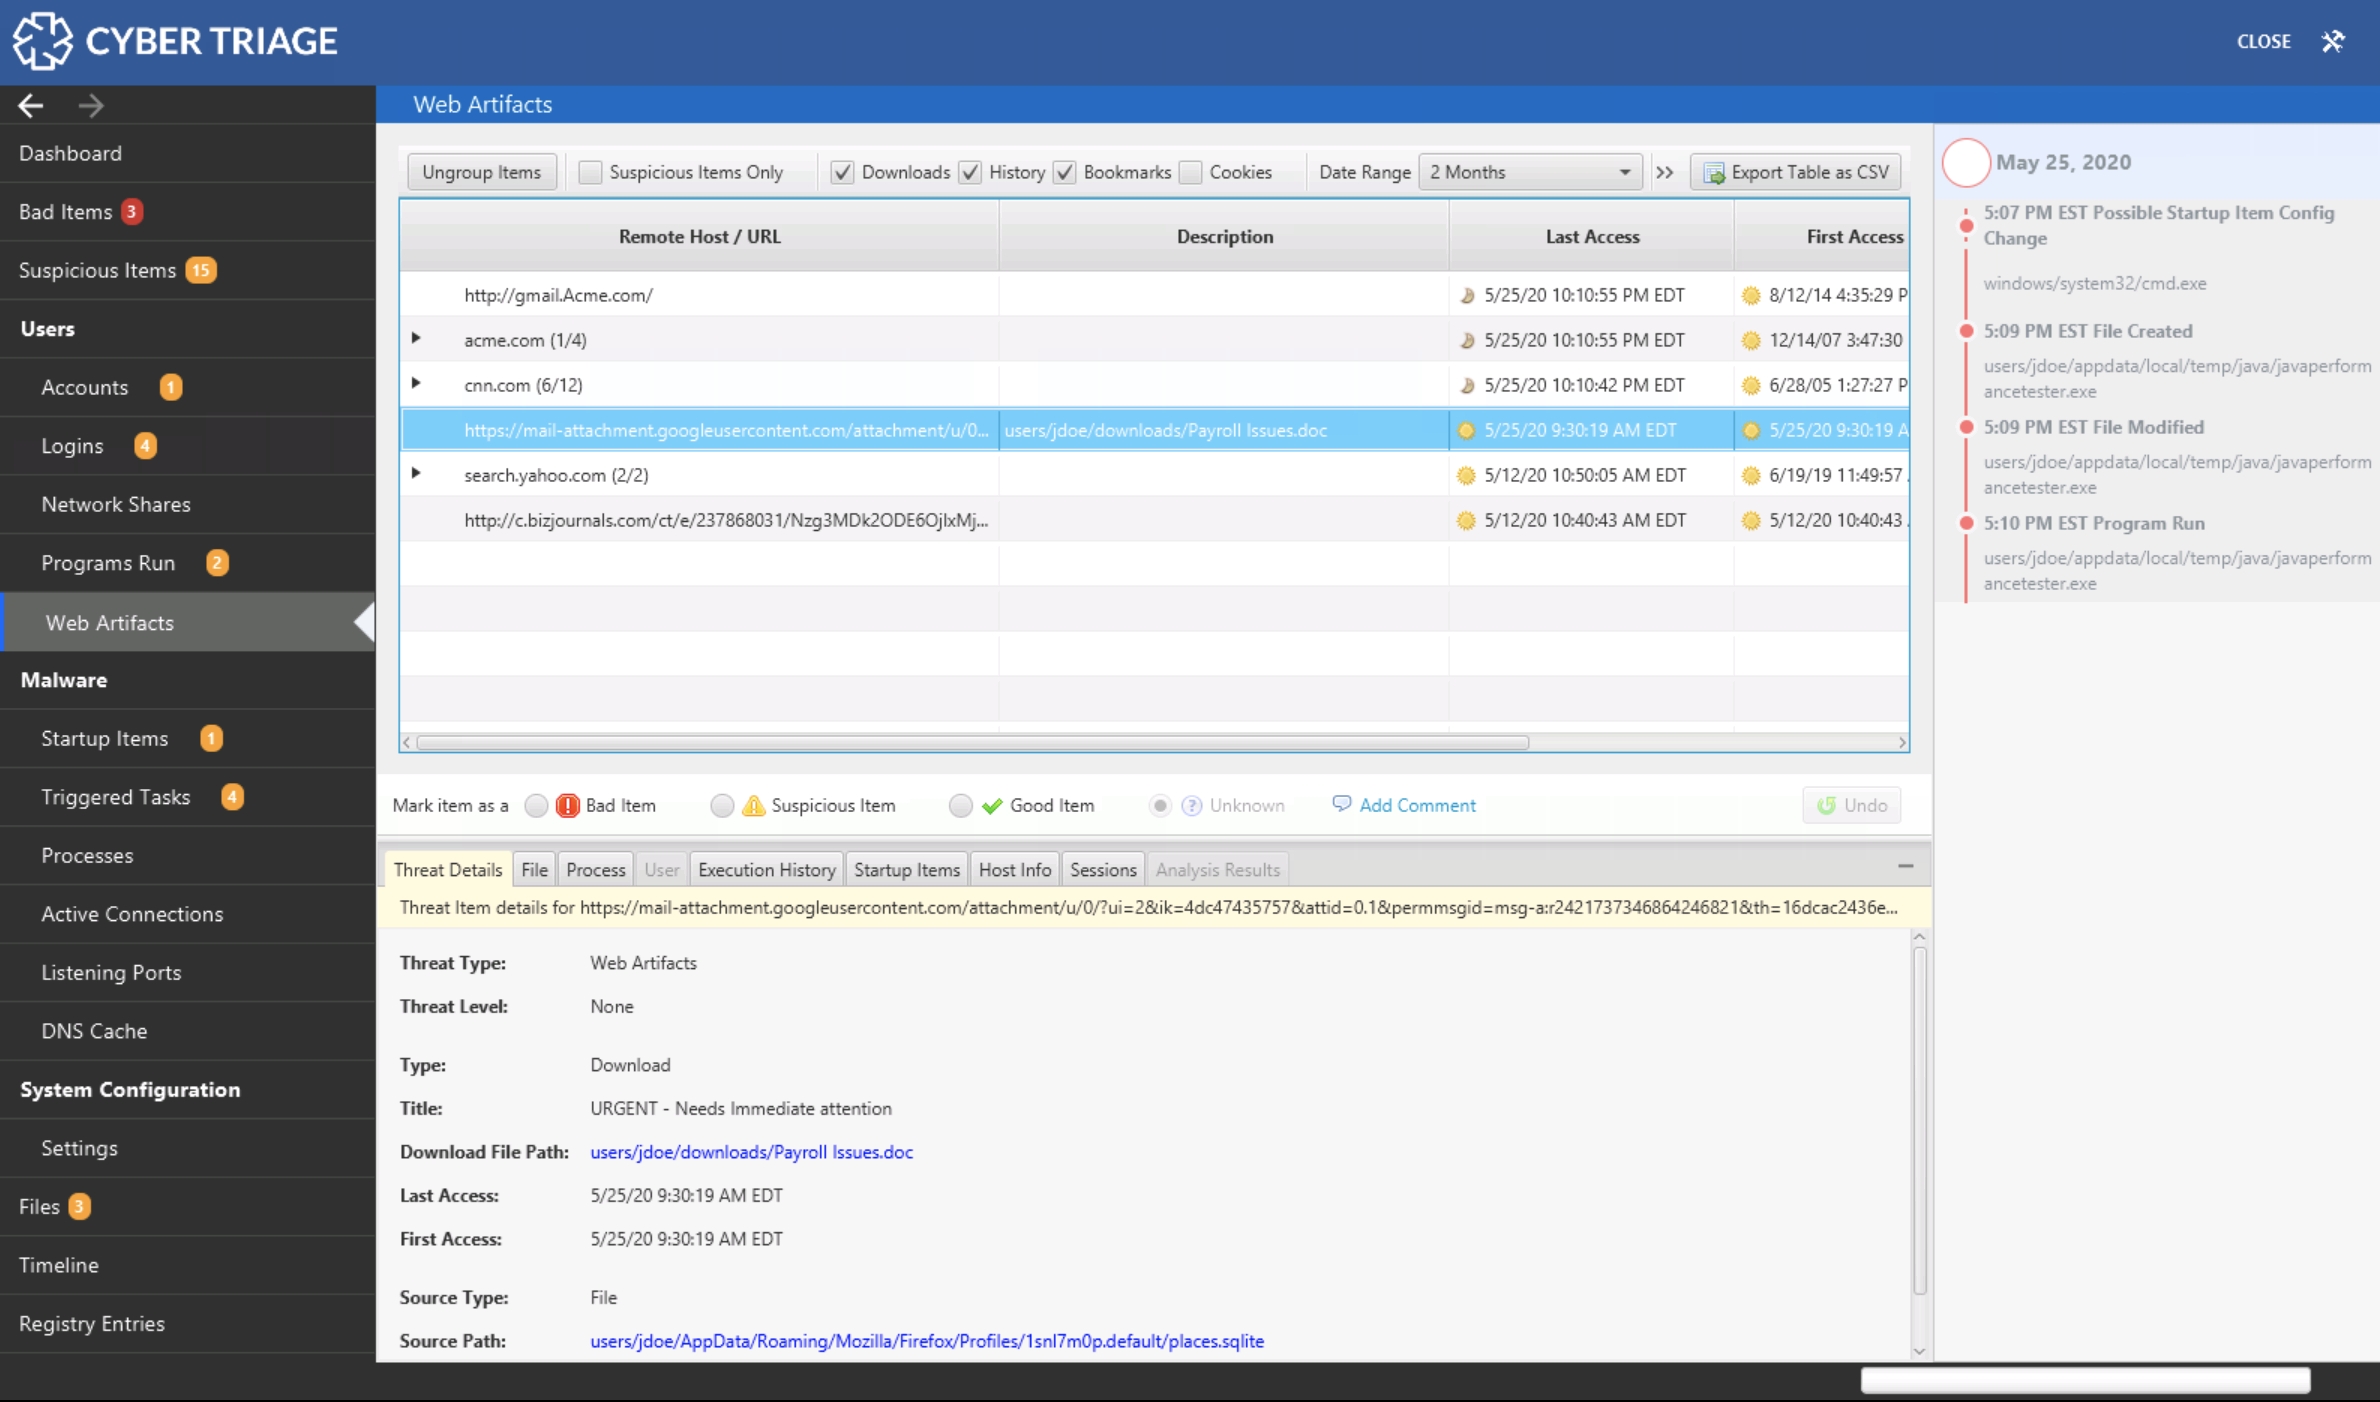 CYBER TRIAGE
CLOSE
Web Artifacts
Dashboard
Bad Items 3
Suspicious Items 15
Users
Accounts 1
Logins 4
Network Shares
Programs Run 2
Web Artifacts
Malware
Startup Items 1
Triggered Tasks 4
Processes
Active Connections
Listening Ports
DNS Cache
System Configuration
Settings
Files 3
Timeline
Registry Entries
Ungroup Items Suspicious Items Only Downloads History Bookmarks Cookies Date Range 2 Months >> Export Table as CSV
Remote Host / URL Description Last Access First Access
http://gmail.Acme.com/ 5/25/20 10:10:55 PM EDT 8/12/14 4:35:29 P
acme.com (1/4) 5/25/20 10:10:55 PM EDT 12/14/07 3:47:30
cnn.com (6/12) 5/25/20 10:10:42 PM EDT 6/28/05 1:27:27 P
https://mail-attachment.googleusercontent.com/attachment/u/0... users/jdoe/downloads/Payroll Issues.doc 5/25/20 9:30:19 AM EDT 5/25/20 9:30:19 A
search.yahoo.com (2/2) 5/12/20 10:50:05 AM EDT 6/19/19 11:49:57
http://c.bizjournals.com/ct/e/237868031/Nzg3MDk2ODE6OjIxMj... 5/12/20 10:40:43 AM EDT 5/12/20 10:40:43
Mark item as a Bad Item Suspicious Item Good Item Unknown Add Comment Undo
Threat Details File Process User Execution History Startup Items Host Info Sessions Analysis Results
Threat Item details for https://mail-attachment.googleusercontent.com/attachment/u/0/?ui=2&ik=4dc47435757&attid=0.1&permmsgid=msg-a:r2421737346864246821&th=16dcac2436e...
Threat Type: Web Artifacts
Threat Level: None
Type: Download
Title: URGENT - Needs Immediate attention
Download File Path: users/jdoe/downloads/Payroll Issues.doc
Last Access: 5/25/20 9:30:19 AM EDT
First Access: 5/25/20 9:30:19 AM EDT
Source Type: File
Source Path: users/jdoe/AppData/Roaming/Mozilla/Firefox/Profiles/1snl7m0p.default/places.sqlite
May 25, 2020
5:07 PM EST Possible Startup Item Config
Change
windows/system32/cmd.exe
5:09 PM EST File Created
users/jdoe/appdata/local/temp/java/javaperform
ancetester.exe
5:09 PM EST File Modified
users/jdoe/appdata/local/temp/java/javaperform
ancetester.exe
5:10 PM EST Program Run
users/jdoe/appdata/local/temp/java/javaperform
ancetester.exe